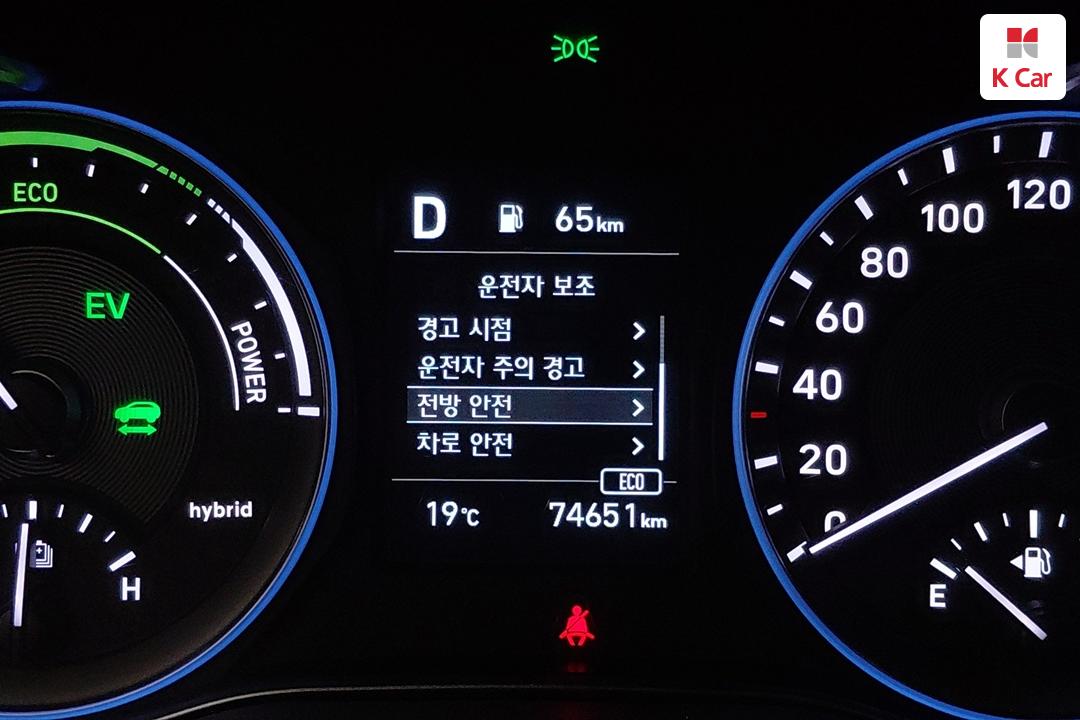 K Car
ECO
EV
POWER
hybrid
H
D 65km
운전자 보조
경고 시점
운전자 주의 경고
전방 안전
차로 안전
ECO
19℃ 74651km
120
100
80
60
40
20
0
E